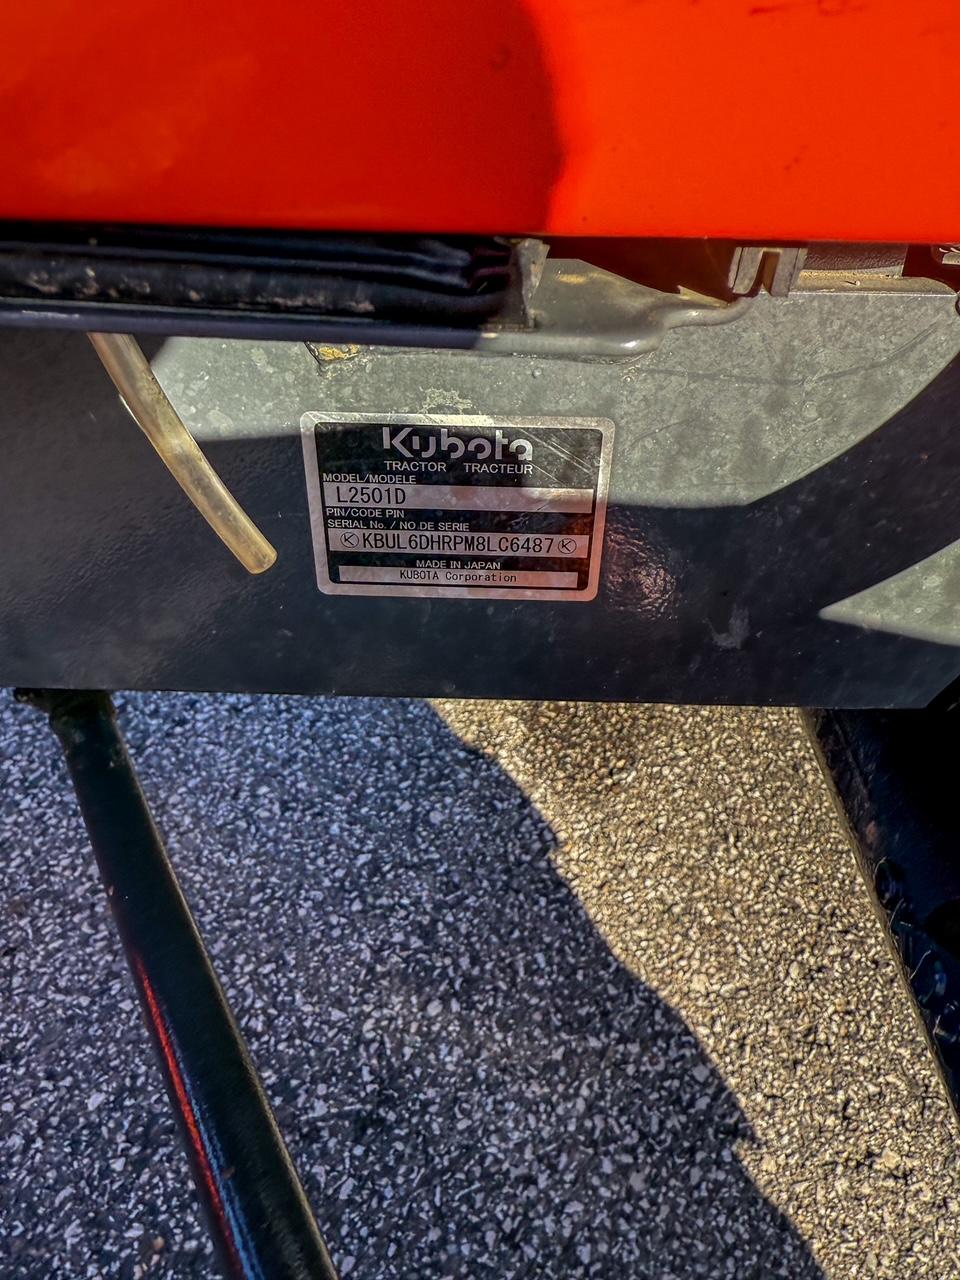 Kubota
TRACTOR TRACTEUR
MODEL/MODELE
L2501D
PIN/CODE PIN
SERIAL No. / NO.DE SERIE
KBUL6DHRPM8LC6487
MADE IN JAPAN
KUBOTA Corporation